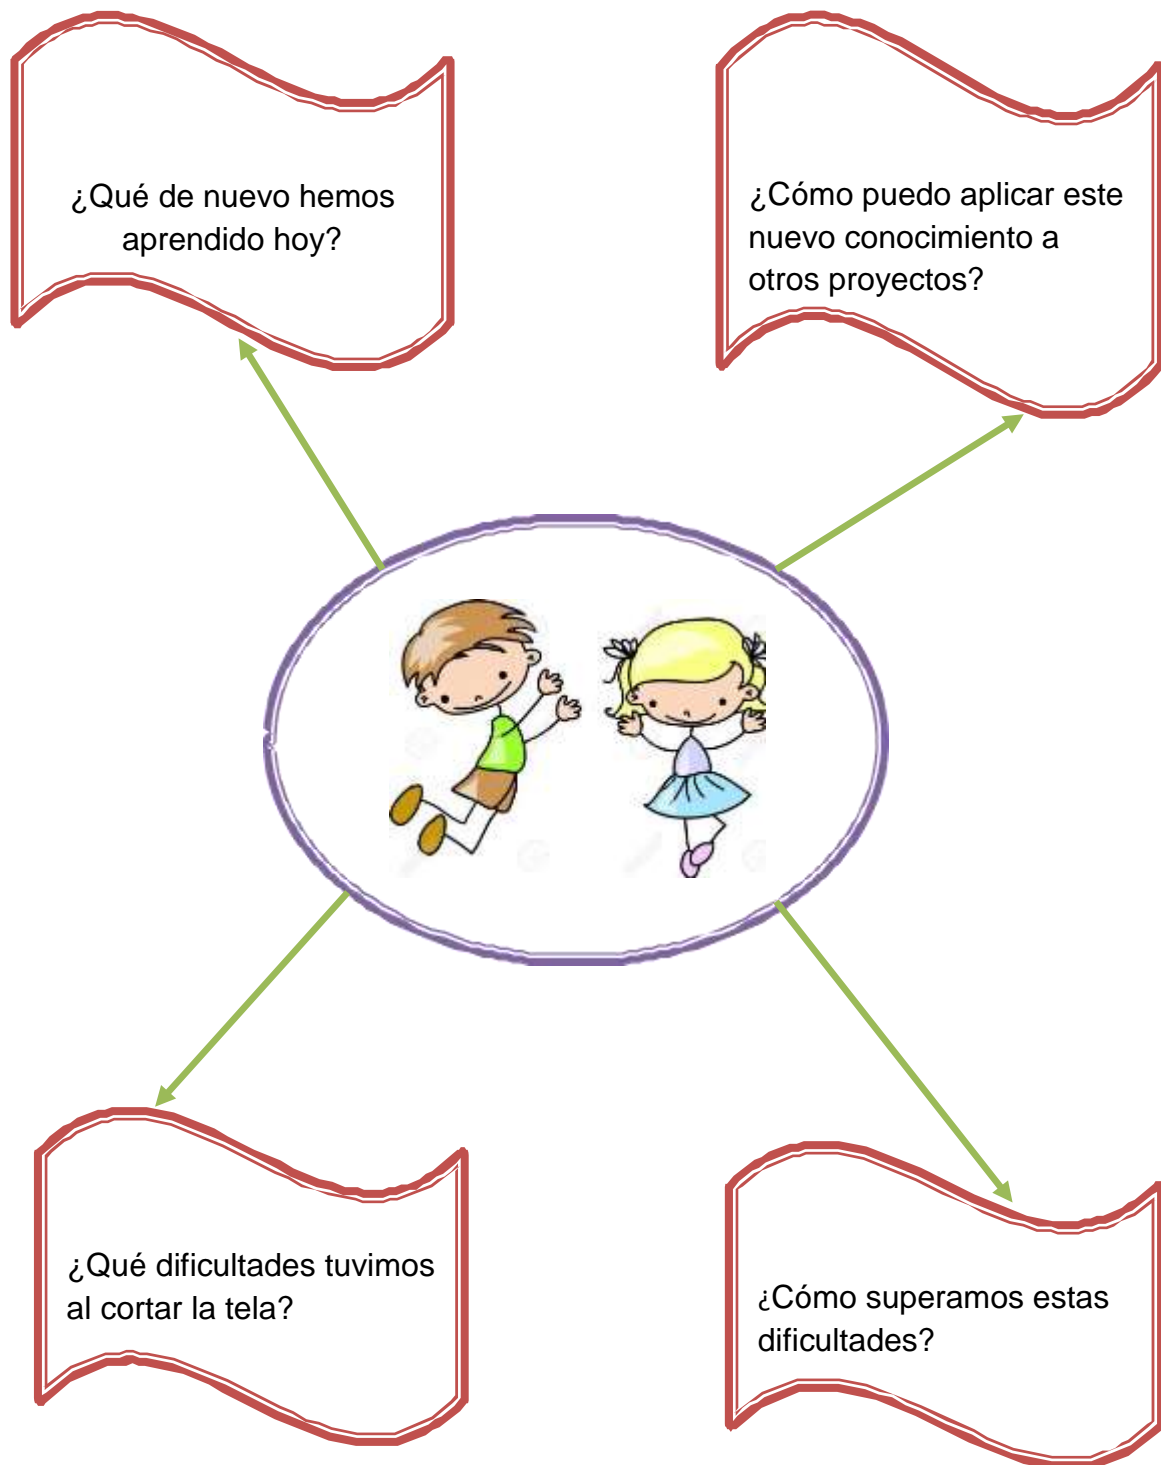 ¿Qué de nuevo hemos
aprendido hoy?
¿Cómo puedo aplicar este
nuevo conocimiento a
otros proyectos?
¿Qué dificultades tuvimos
al cortar la tela?
¿Cómo superamos estas
dificultades?